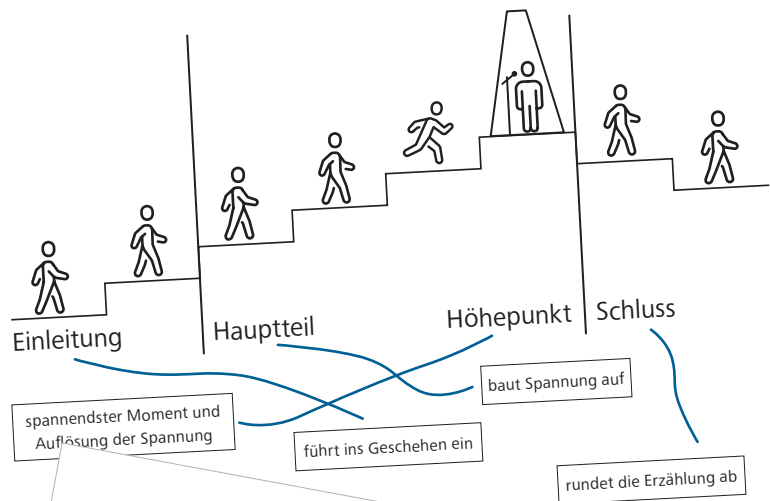 Einleitung
Hauptteil
Höhepunkt
Schluss
baut Spannung auf
spannendster Moment und
Auflösung der Spannung
führt ins Geschehen ein
rundet die Erzählung ab